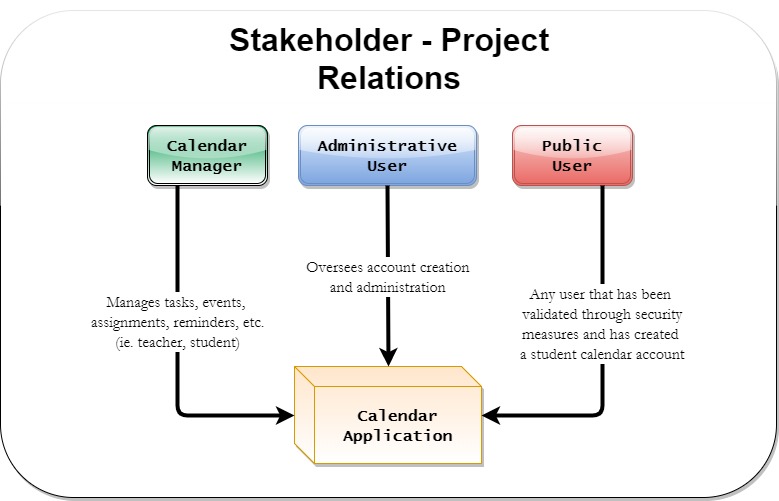 Stakeholder - Project
Relations
Calendar
Manager
Administrative
User
Public
User
Oversees account creation
and administration
Manages tasks, events,
assignments, reminders, etc.
(ie. teacher, student)
Any user that has been
validated through security
measures and has created
a student calendar account
Calendar
Application